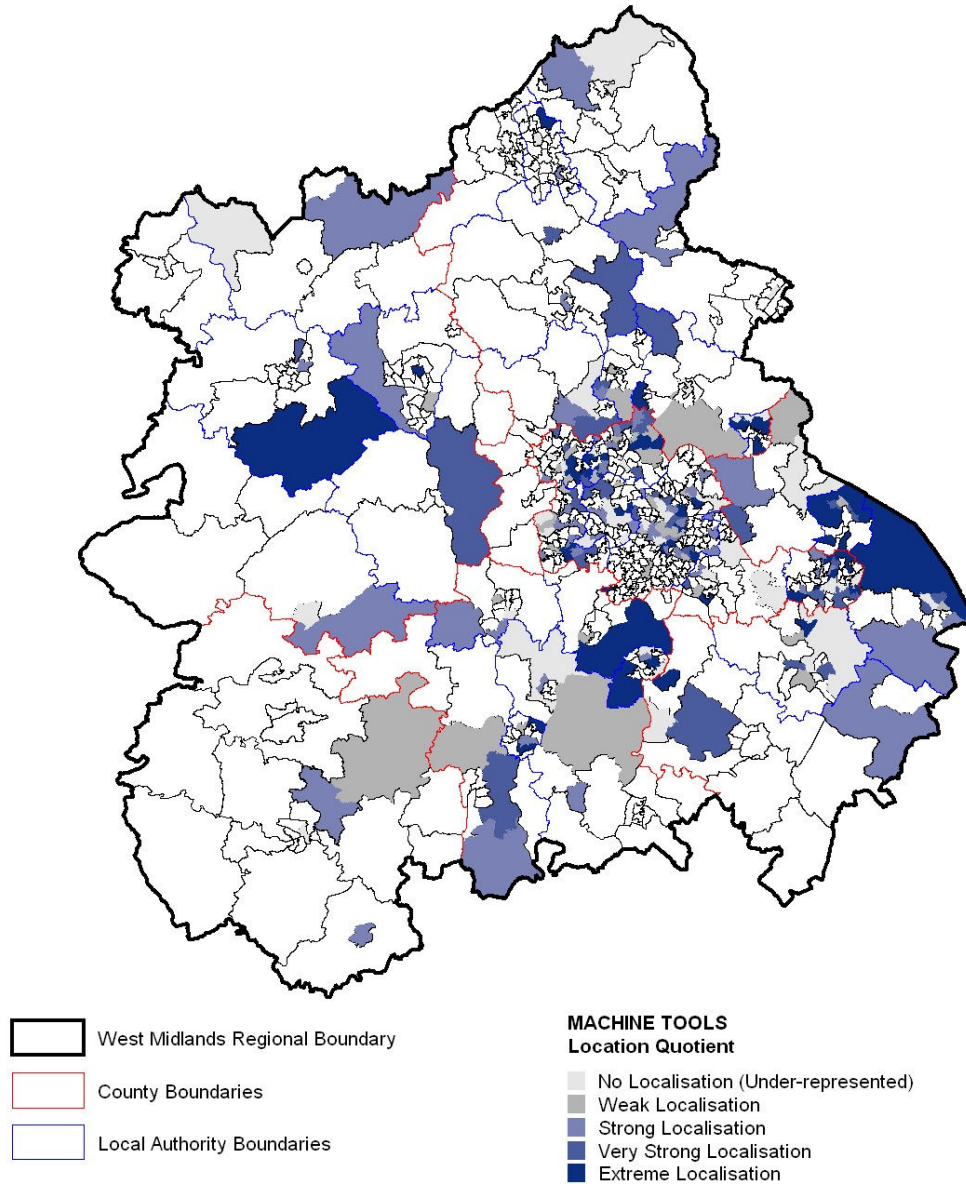 West Midlands Regional Boundary
County Boundaries
Local Authority Boundaries
MACHINE TOOLS
Location Quotient
No Localisation (Under-represented)
Weak Localisation
Strong Localisation
Very Strong Localisation
Extreme Localisation